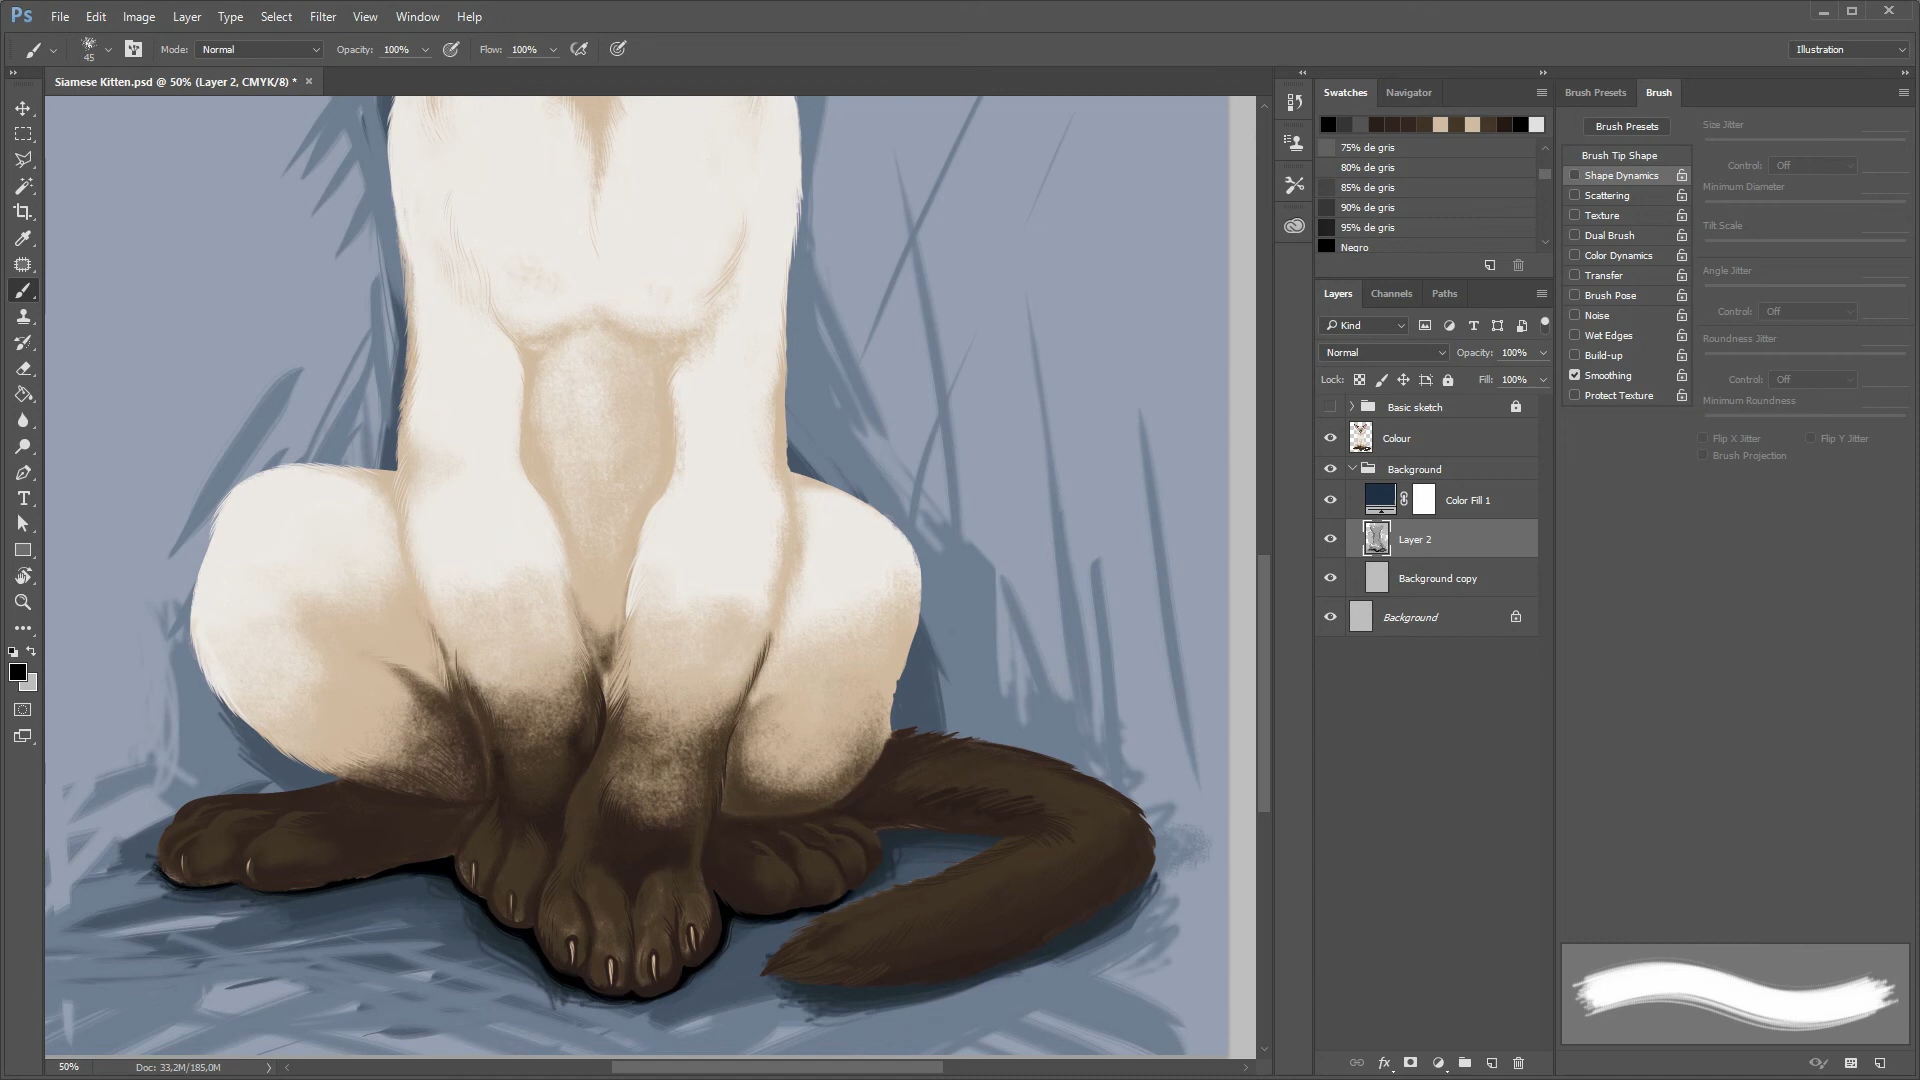 Ps File Edit Image Layer Type Select Filter View Window Help
45 Mode: Normal Opacity: 100% Flow: 100% Illustration
Siamese Kitten.psd @ 50% (Layer 2, CMYK/8) *
Swatches Navigator
75% de gris
80% de gris
85% de gris
90% de gris
95% de gris
Negro
Layers Channels Paths
Kind
Normal Opacity: 100%
Lock: Fill: 100%
Basic sketch
Colour
Background
Color Fill 1
Layer 2
Background copy
Background
fx
Brush Presets Brush
Brush Presets
Brush Tip Shape
Shape Dynamics
Scattering
Texture
Dual Brush
Color Dynamics
Transfer
Brush Pose
Noise
Wet Edges
Build-up
Smoothing
Protect Texture
Size Jitter
Control: Off
Minimum Diameter
Tilt Scale
Angle Jitter
Control: Off
Roundness Jitter
Control: Off
Minimum Roundness
Flip X Jitter Flip Y Jitter
Brush Projection
50% Doc: 33,2M/185,0M